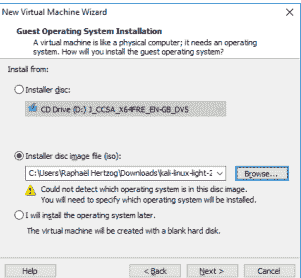 New Virtual Machine Wizard
Guest Operating System Installation
A virtual machine is like a physical computer; it needs an operating
system. How will you install the guest operating system?
Install from:
Installer disc:
CD Drive (D:) J_CCSA_X64FRE_EN-GB_DV5
Installer disc image file (iso):
C:\Users\Raphaël Hertzog\Downloads\kali-linux-light-2
Browse...
Could not detect which operating system is in this disc image.
You will need to specify which operating system will be installed.
I will install the operating system later.
The virtual machine will be created with a blank hard disk.
Help
< Back
Next >
Cancel